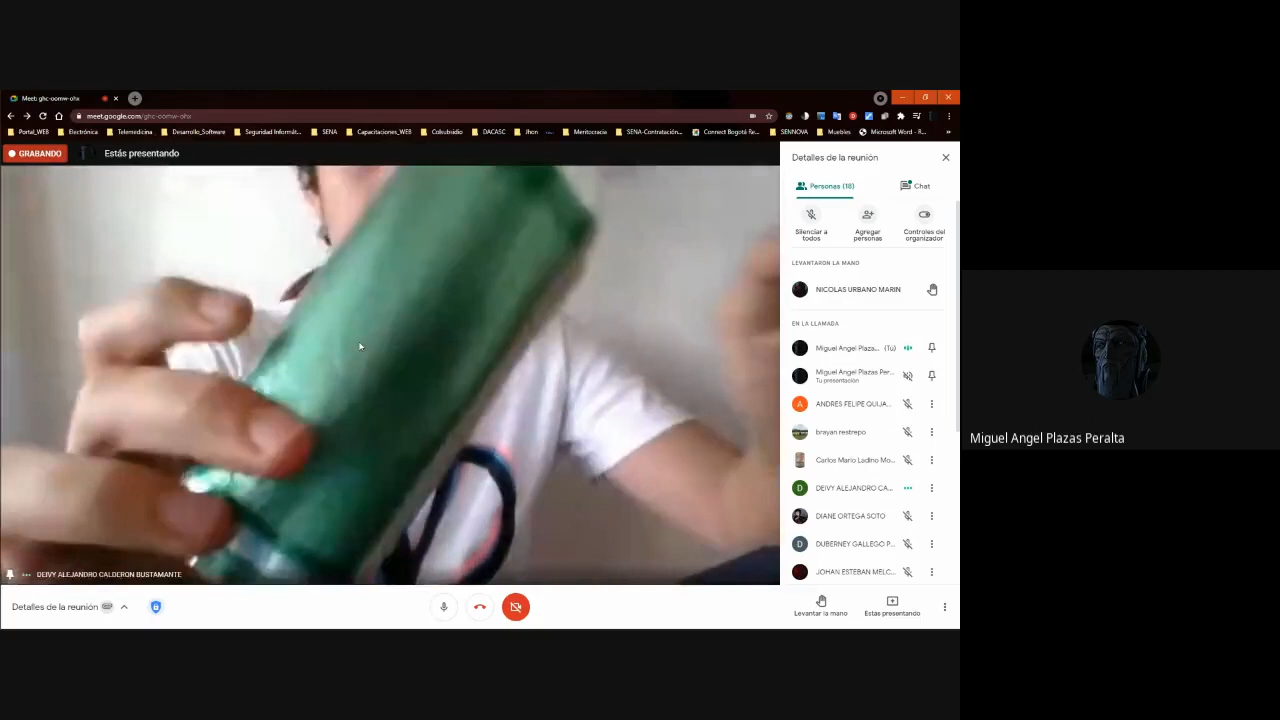 Meet: ghc-oomw-ohx
meet.google.com/ghc-oomw-ohx
Portal_WEB Electrónica Telemedicina Desarrollo_Software Seguridad Informát... SENA Capacitaciones_WEB Colsubsidio DACASC Jhon Meritocracia SENA-Contratación... Connect Bogotá Re... SENNOVA Muebles Microsoft Word - R... »
GRABANDO Estás presentando
Detalles de la reunión
Personas (18) Chat
Silenciar a todos
Agregar personas
Controles del organizador
LEVANTARON LA MANO
NICOLAS URBANO MARIN
EN LA LLAMADA
Miguel Angel Plaza... (Tú)
Miguel Angel Plazas Per...
Tu presentación
A ANDRES FELIPE QUIJA...
brayan restrepo
Carlos Mario Ladino Mo...
D DEIVY ALEJANDRO CA...
DIANE ORTEGA SOTO
D DUBERNEY GALLEGO P...
JOHAN ESTEBAN MELC...
DEIVY ALEJANDRO CALDERON BUSTAMANTE
Detalles de la reunión
Levantar la mano
Estás presentando
Miguel Angel Plazas Peralta